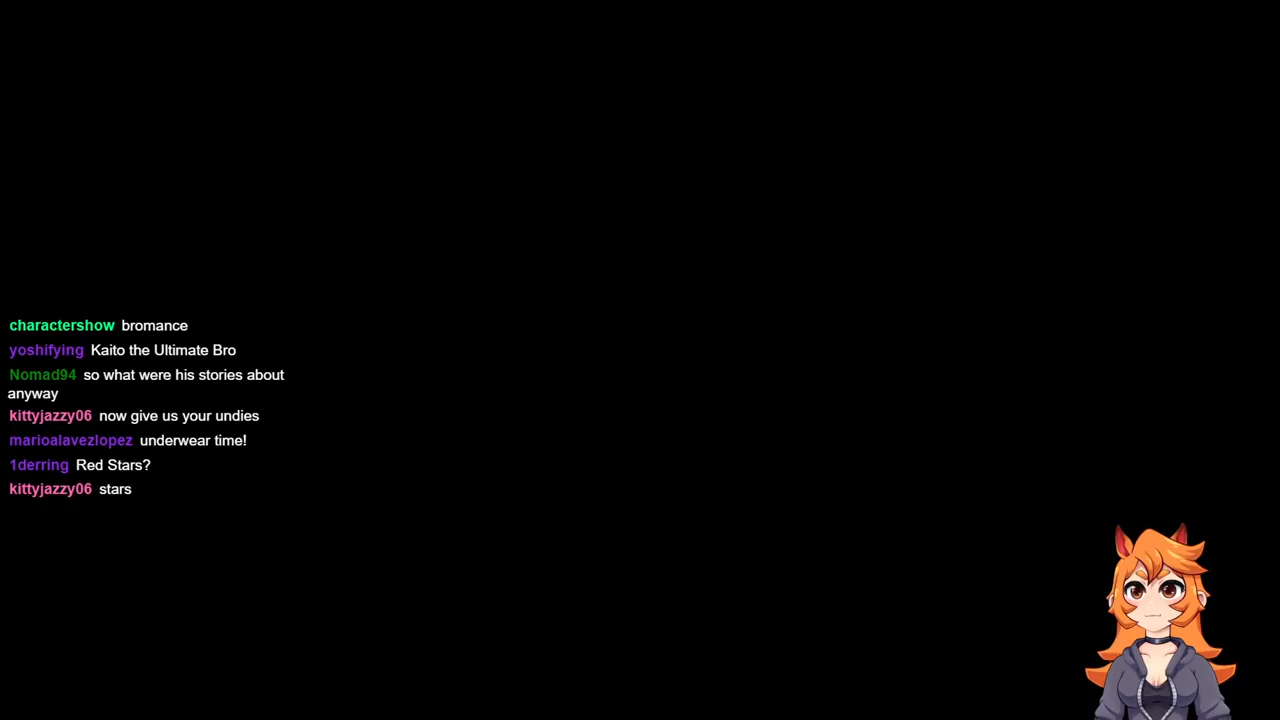 charactershow bromance
yoshifying Kaito the Ultimate Bro
Nomad94 so what were his stories about
anyway
kittyjazzy06 now give us your undies
marioalavezlopez underwear time!
1derring Red Stars?
kittyjazzy06 stars